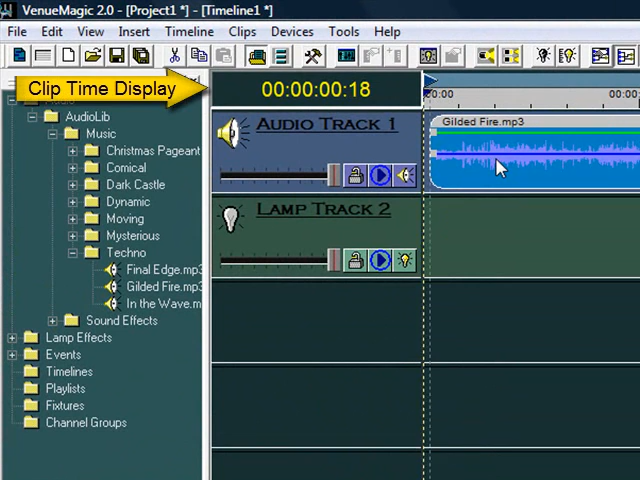 VenueMagic 2.0 - [Project1 *] - [Timeline1 *]
File Edit View Insert Timeline Clips Devices Tools Help
Clip Time Display
00:00:00:18
0:00 00:00:
AudioLib
Music
Christmas Pageant
Comical
Dark Castle
Dynamic
Moving
Mysterious
Techno
Final Edge.mp3
Gilded Fire.mp3
In the Wave.m
Sound Effects
Lamp Effects
Events
Timelines
Playlists
Fixtures
Channel Groups
Audio Track 1
Gilded Fire.mp3
Lamp Track 2